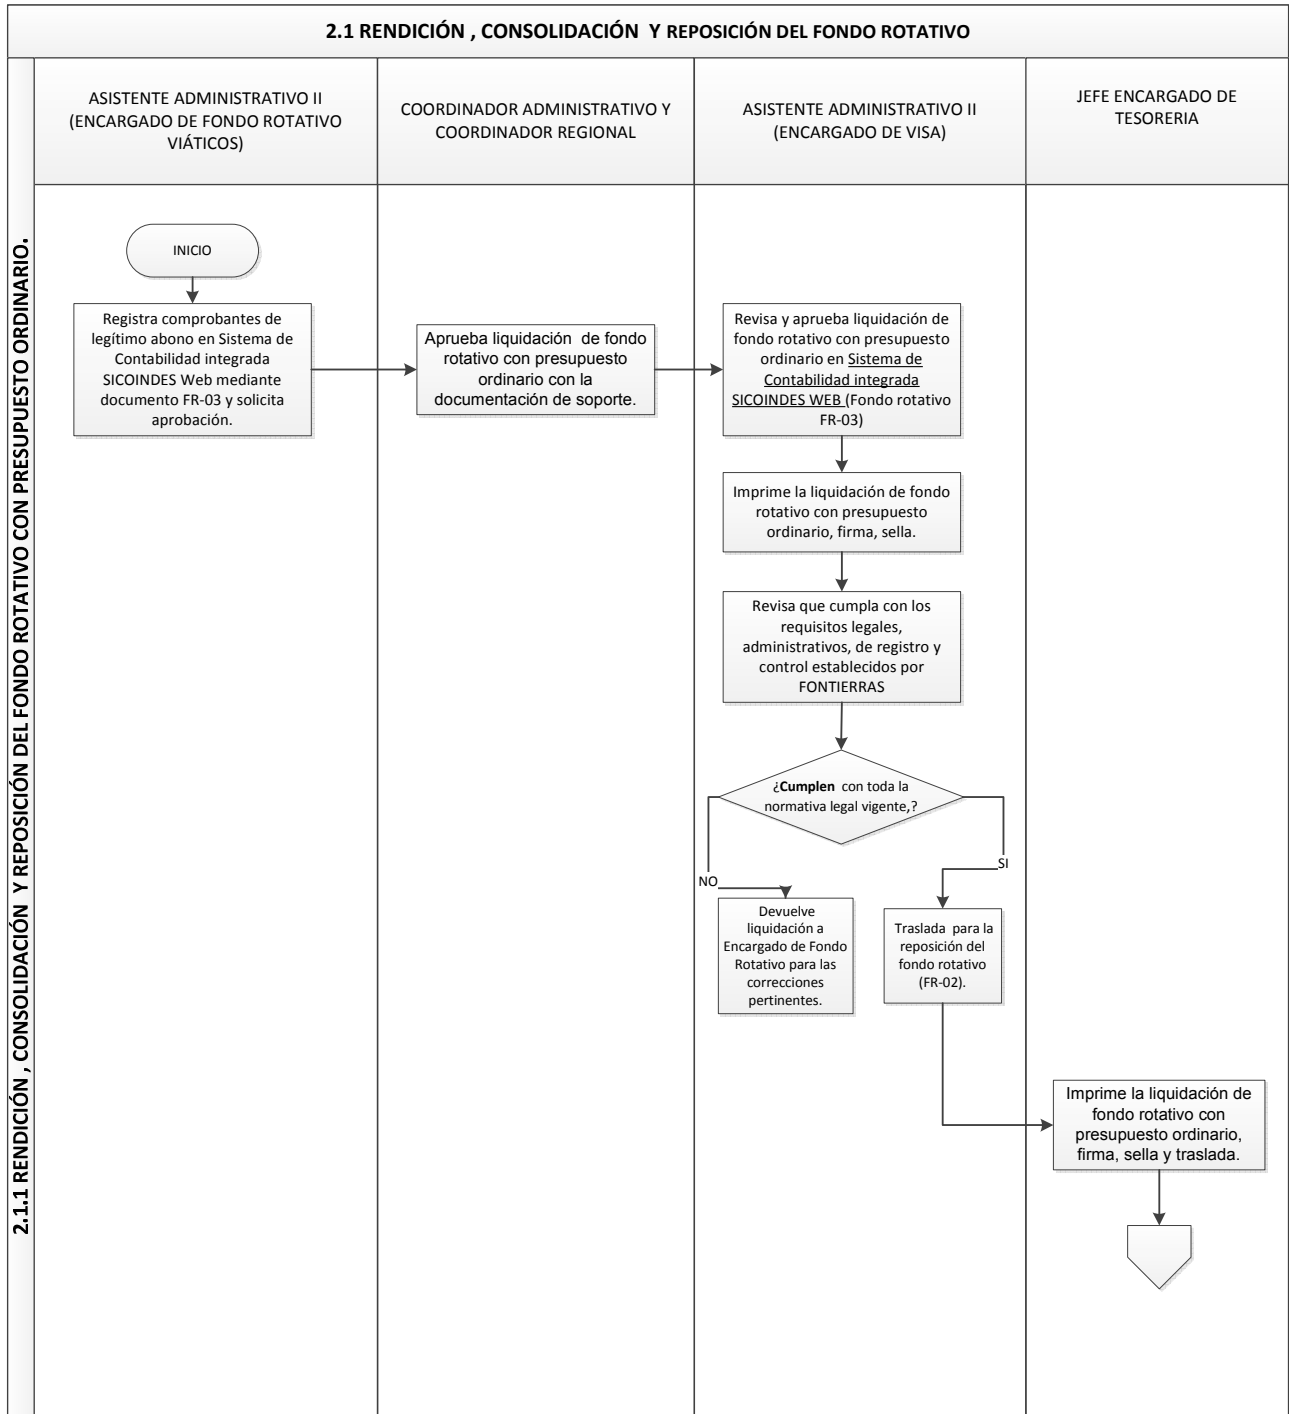 2.1 RENDICIÓN , CONSOLIDACIÓN Y REPOSICIÓN DEL FONDO ROTATIVO
2.1.1 RENDICIÓN , CONSOLIDACIÓN Y REPOSICIÓN DEL FONDO ROTATIVO CON PRESUPUESTO ORDINARIO.
ASISTENTE ADMINISTRATIVO II
(ENCARGADO DE FONDO ROTATIVO
VIÁTICOS)
COORDINADOR ADMINISTRATIVO Y
COORDINADOR REGIONAL
ASISTENTE ADMINISTRATIVO II
(ENCARGADO DE VISA)
JEFE ENCARGADO DE
TESORERIA
INICIO
Registra comprobantes de
legítimo abono en Sistema de
Contabilidad integrada
SICOINDES Web mediante
documento FR-03 y solicita
aprobación.
Aprueba liquidación de fondo
rotativo con presupuesto
ordinario con la
documentación de soporte.
Revisa y aprueba liquidación de
fondo rotativo con presupuesto
ordinario en Sistema de
Contabilidad integrada
SICOINDES WEB (Fondo rotativo
FR-03)
Imprime la liquidación de fondo
rotativo con presupuesto
ordinario, firma, sella.
Revisa que cumpla con los
requisitos legales,
administrativos, de registro y
control establecidos por
FONTIERRAS
¿Cumplen con toda la
normativa legal vigente,?
NO
SI
Devuelve
liquidación a
Encargado de Fondo
Rotativo para las
correcciones
pertinentes.
Traslada para la
reposición del
fondo rotativo
(FR-02).
Imprime la liquidación de
fondo rotativo con
presupuesto ordinario,
firma, sella y traslada.